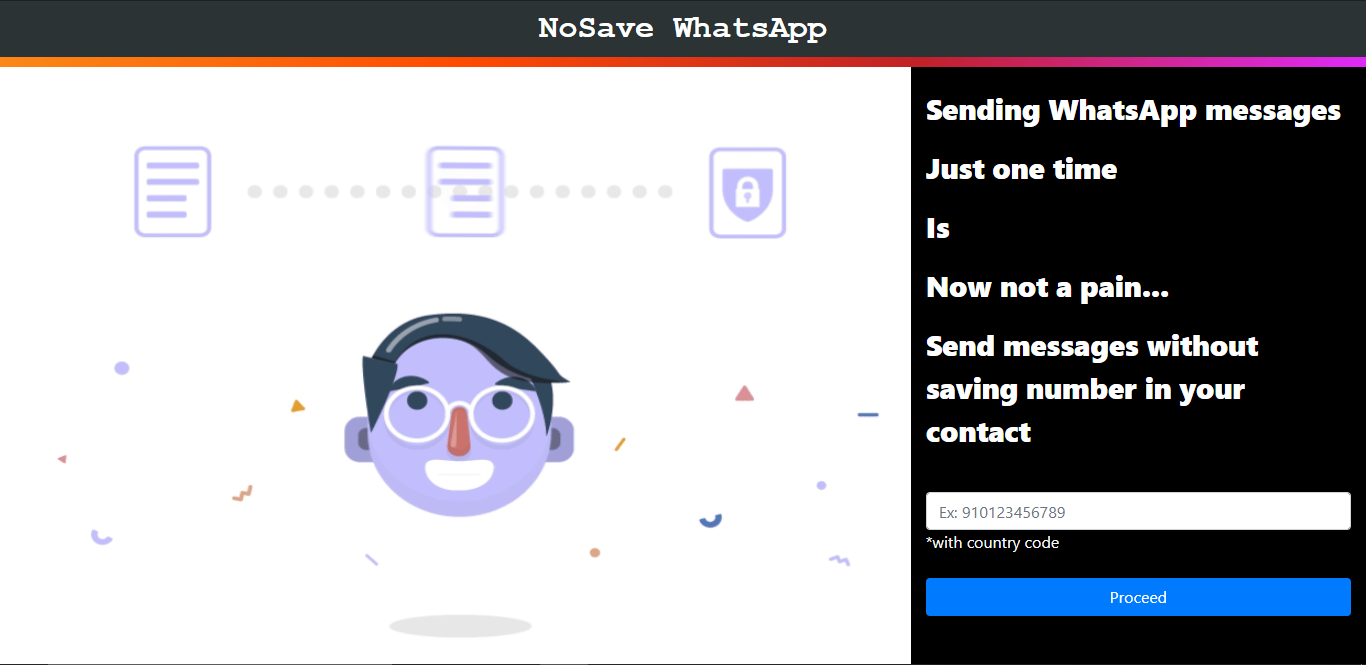 NoSave WhatsApp
Sending WhatsApp messages
Just one time
Is
Now not a pain...
Send messages without
saving number in your
contact
Ex: 910123456789
*with country code
Proceed